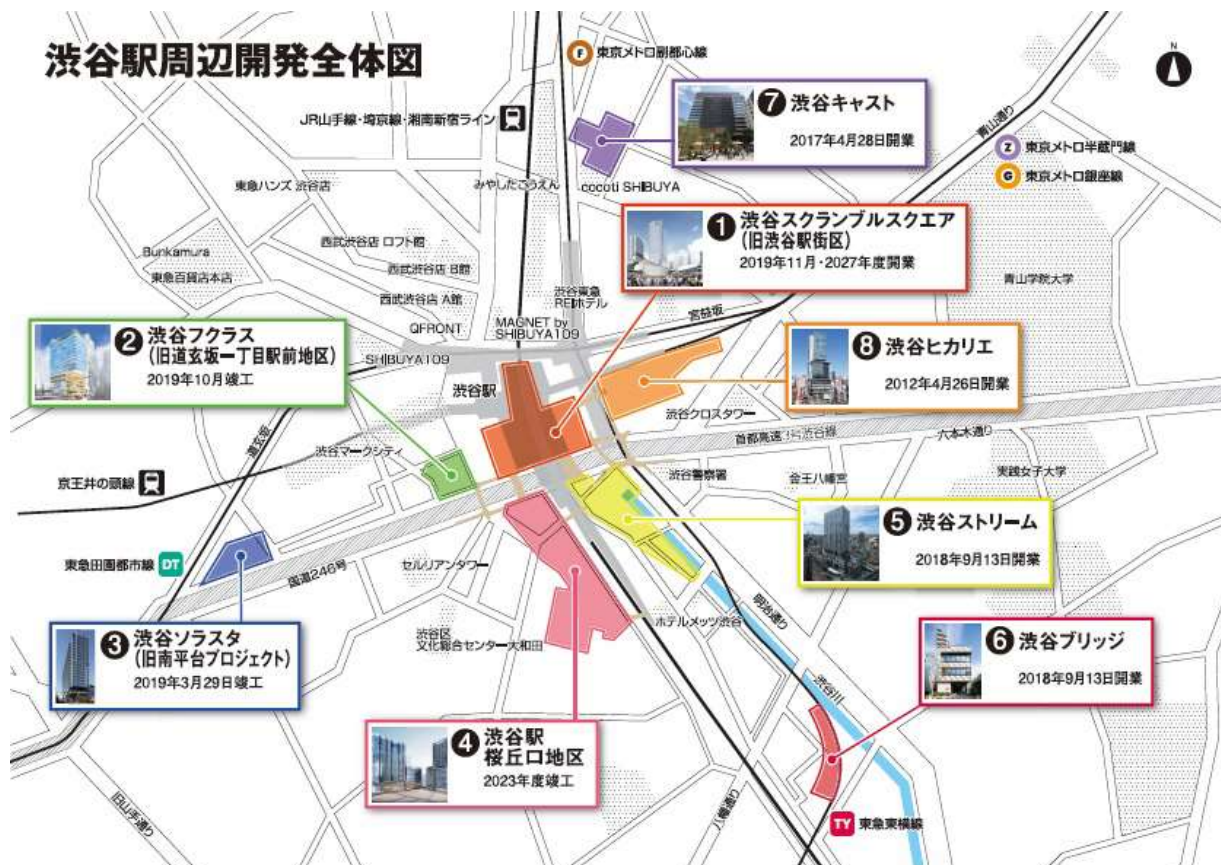 渋谷駅周辺開発全体図
N
F 東京メトロ副都心線
JR山手線・埼京線・湘南新宿ライン
7 渋谷キャスト
2017年4月28日開業
青山通り
Z 東京メトロ半蔵門線
G 東京メトロ銀座線
東急ハンズ 渋谷店
みやしたこうえん
cocoti SHIBUYA
1 渋谷スクランブルスクエア
(旧渋谷駅街区)
2019年11月・2027年度開業
西武渋谷店 ロフト館
Bunkamura
西武渋谷店 B館
東急百貨店本店
青山学院大学
西武渋谷店 A館
渋谷東急
REIホテル
QFRONT
MAGNET by
SHIBUYA109
宮益坂
2 渋谷フクラス
(旧道玄坂一丁目駅前地区)
2019年10月竣工
SHIBUYA109
8 渋谷ヒカリエ
2012年4月26日開業
渋谷駅
渋谷クロスタワー
道玄坂
首都高速3号渋谷線
六本木通り
渋谷マークシティ
渋谷警察署
金王八幡宮
実践女子大学
京王井の頭線
5 渋谷ストリーム
2018年9月13日開業
東急田園都市線 DT
国道246号
セルリアンタワー
明治通り
3 渋谷ソラスタ
(旧南平台プロジェクト)
2019年3月29日竣工
渋谷区
文化総合センター大和田
ホテルメッツ渋谷
6 渋谷ブリッジ
2018年9月13日開業
渋谷川
4 渋谷駅
桜丘口地区
2023年度竣工
旧山手通り
八幡通り
TY 東急東横線